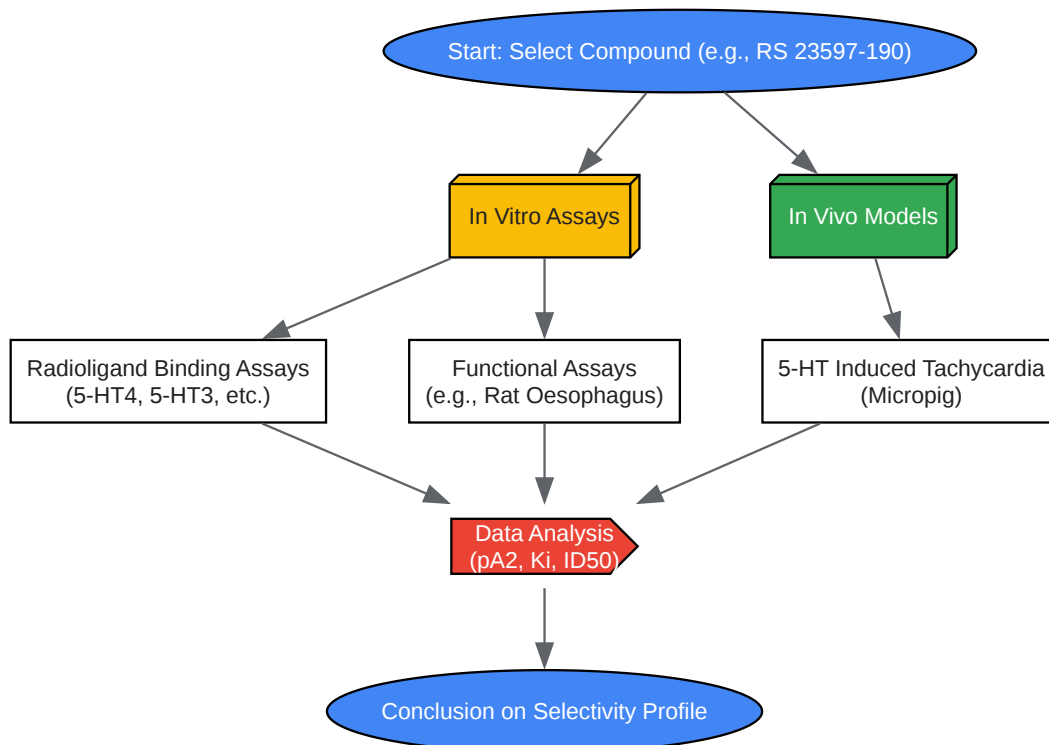 Start: Select Compound (e.g., RS 23597-190)
In Vitro Assays
In Vivo Models
Radioligand Binding Assays
(5-HT4, 5-HT3, etc.)
Functional Assays
(e.g., Rat Oesophagus)
5-HT Induced Tachycardia
(Micropig)
Data Analysis
(pA2, Ki, ID50)
Conclusion on Selectivity Profile